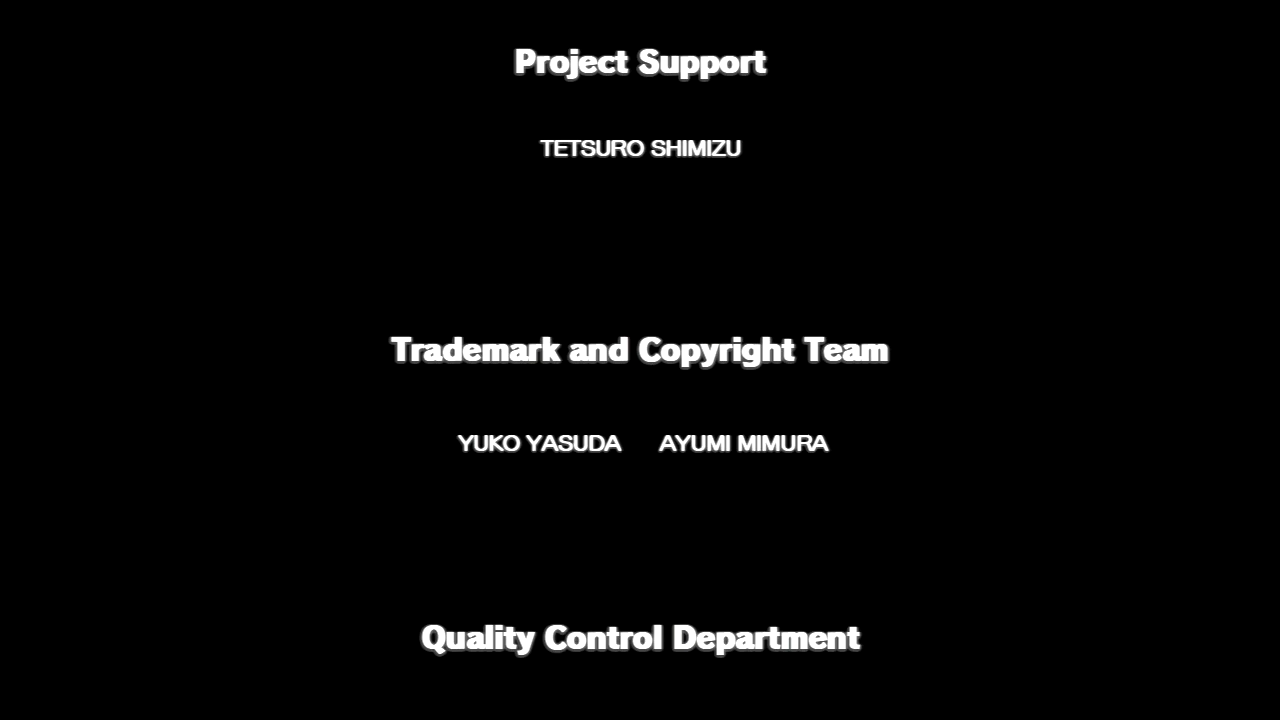 Project Support
TETSURO SHIMIZU
Trademark and Copyright Team
YUKO YASUDA AYUMI MIMURA
Quality Control Department